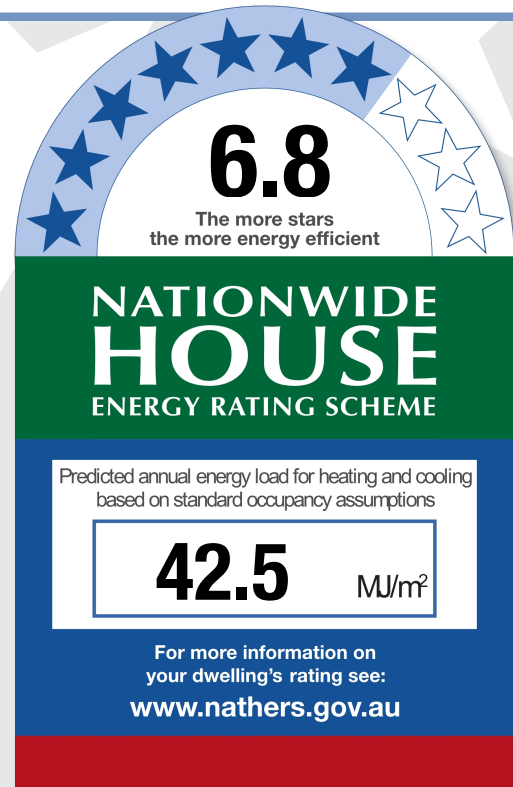 6.8
The more stars
the more energy efficient
NATIONWIDE
HOUSE
ENERGY RATING SCHEME
Predicted annual energy load for heating and cooling
based on standard occupancy assumptions
42.5 MJ/m²
For more information on
your dwelling's rating see:
www.nathers.gov.au